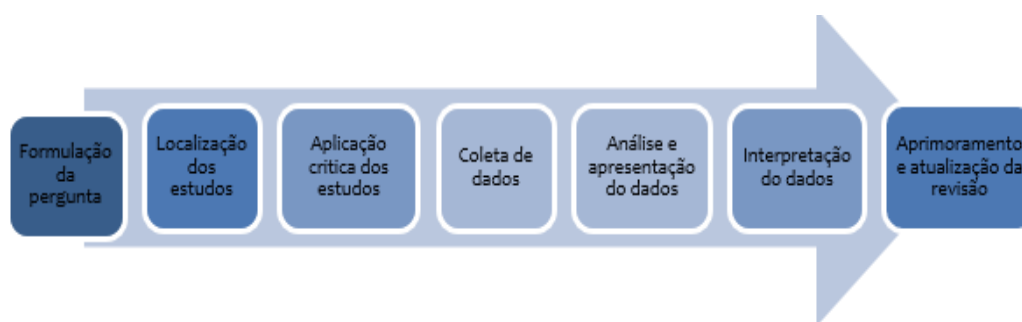 Formulação
da
pergunta
Localização
dos
estudos
Aplicação
critica dos
estudos
Coleta de
dados
Análise e
apresentação
do dados
Interpretação
do dados
Aprimoramento
e atualização da
revisão